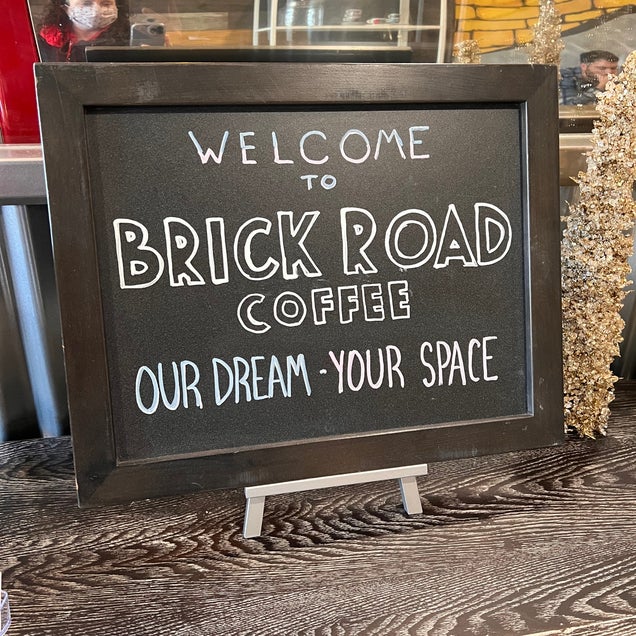 WELCOME
TO
BRICK ROAD
COFFEE
OUR DREAM - YOUR SPACE